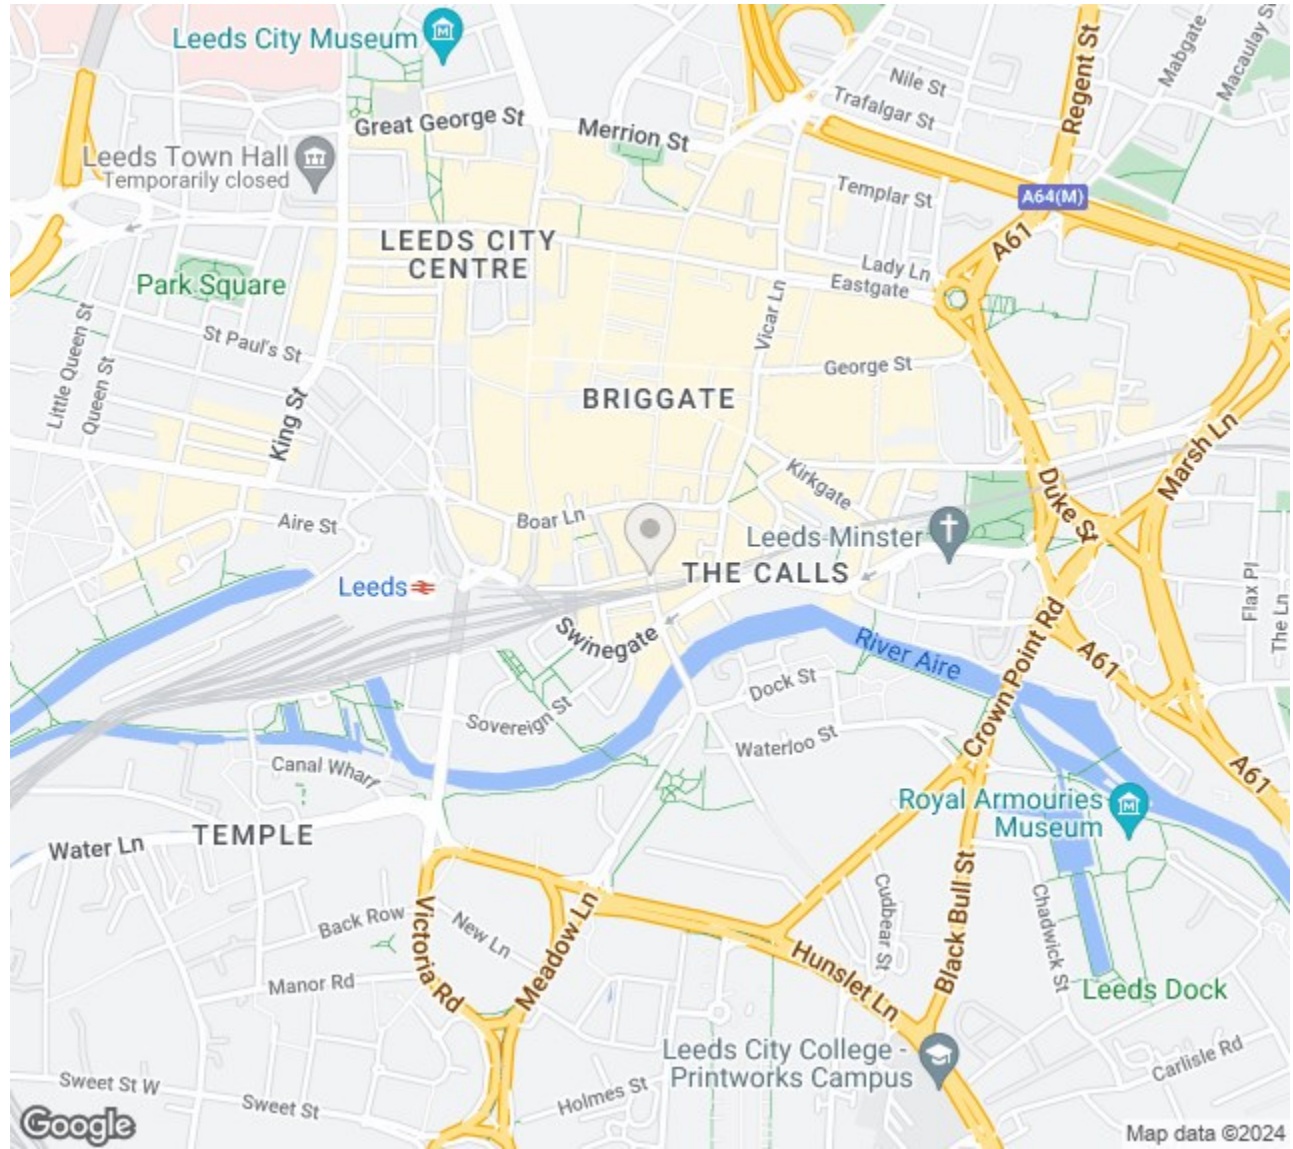 Leeds City Museum
Regent St
Mabgate
Macaulay St
Nile St
Trafalgar St
Great George St
Merrion St
Leeds Town Hall
Temporarily closed
Templar St
A64(M)
A61
LEEDS CITY
CENTRE
Lady Ln
Eastgate
Park Square
Vicar Ln
Little Queen St
Queen St
St Paul's St
George St
King St
BRIGGATE
Marsh Ln
Kirkgate
Duke St
Aire St
Boar Ln
Leeds Minster
Leeds
THE CALLS
Flax Pl
The Ln
Swinegate
River Aire
Crown Point Rd
A61
Dock St
Sovereign St
Waterloo St
Canal Wharf
A61
Royal Armouries
Museum
Water Ln
TEMPLE
Back Row
Victoria Rd
New Ln
Meadow Ln
Cudbear St
Black Bull St
Chadwick St
Hunslet Ln
Manor Rd
Leeds Dock
Leeds City College -
Printworks Campus
Carlisle Rd
Sweet St W
Sweet St
Holmes St
Google
Map data ©2024